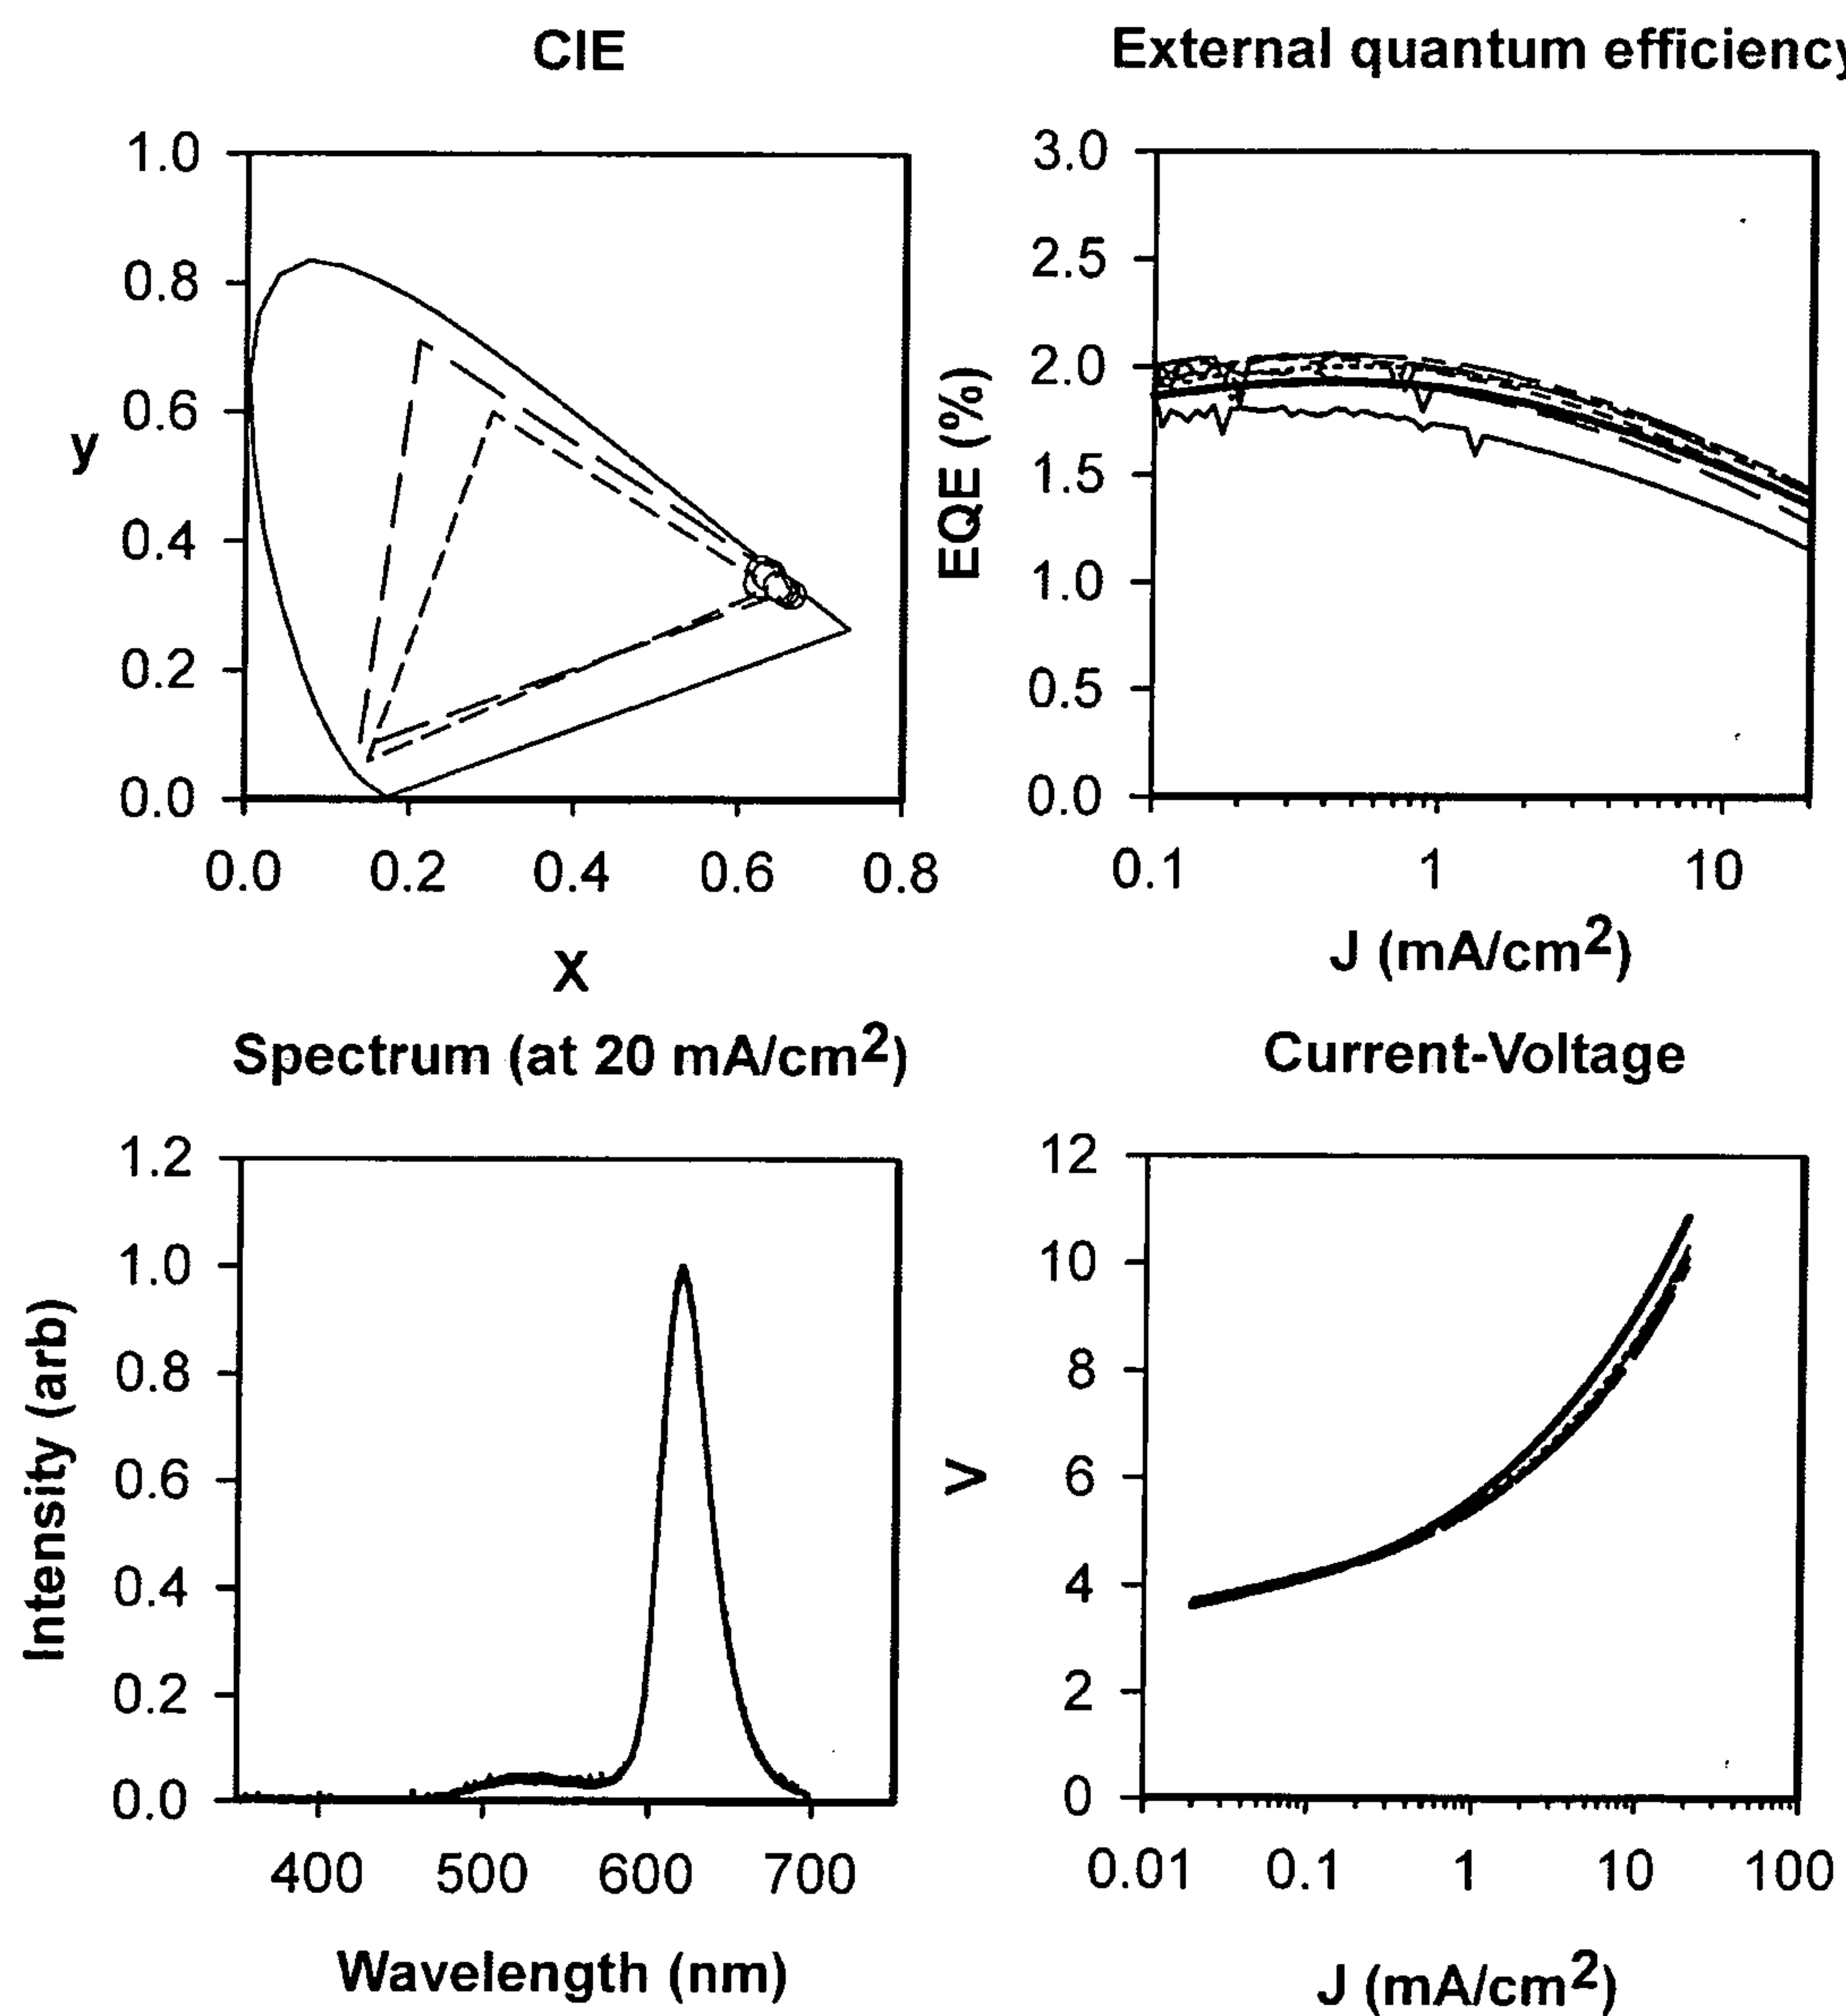 CIE
1.0
0.8
0.6
0.4
0.2
0.0
y
0.0 0.2 0.4 0.6 0.8
x
External quantum efficiency
3.0
2.5
2.0
1.5
1.0
0.5
0.0
EQE (%)
0.1 1 10
J (mA/cm2)
Spectrum (at 20 mA/cm2)
1.2
1.0
0.8
0.6
0.4
0.2
0.0
Intensity (arb)
400 500 600 700
Wavelength (nm)
Current-Voltage
12
10
8
6
4
2
0
V
0.01 0.1 1 10 100
J (mA/cm2)